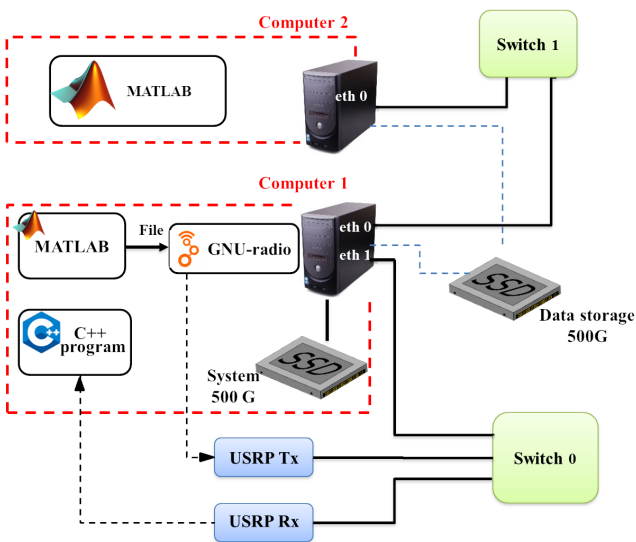 Computer 2
Switch 1
MATLAB
eth 0
Computer 1
MATLAB
File
GNU-radio
eth 0
eth 1
C++
C++
program
SSD
System
500 G
SSD
Data storage
500G
USRP Tx
Switch 0
USRP Rx